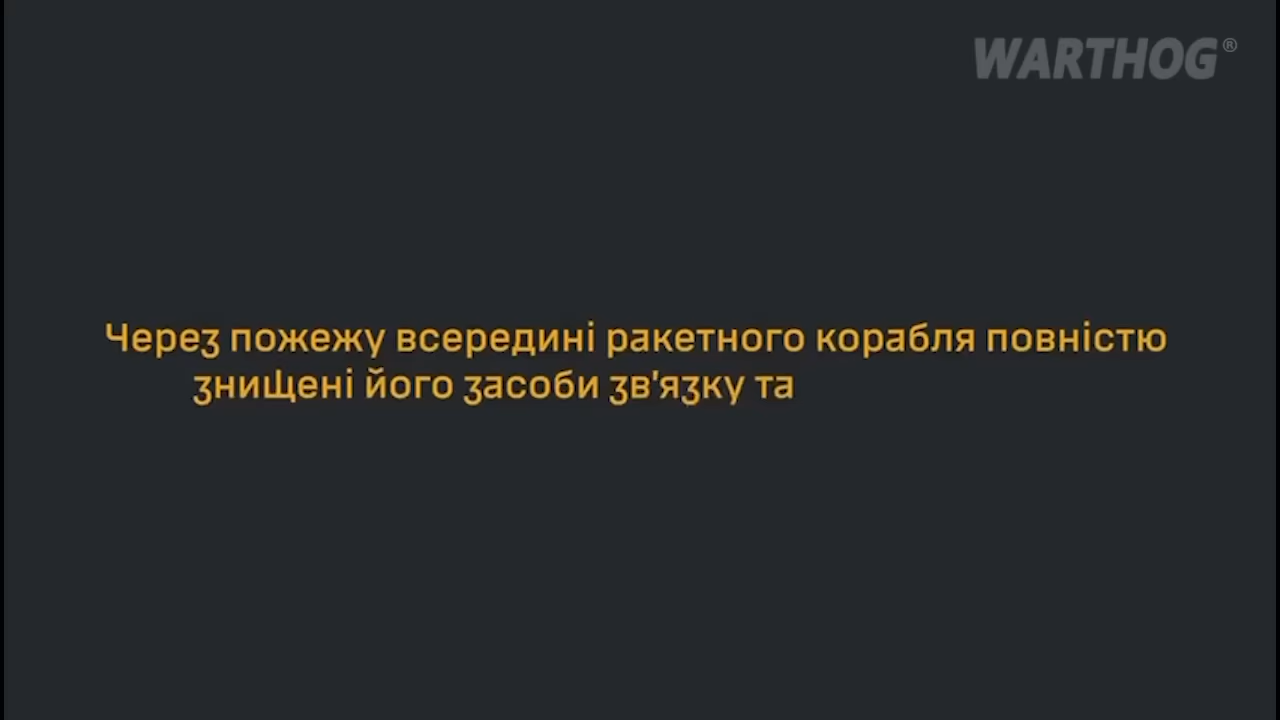 WARTHOG®
Через пожежу всередині ракетного корабля повністю
знищені його засоби зв'язку та